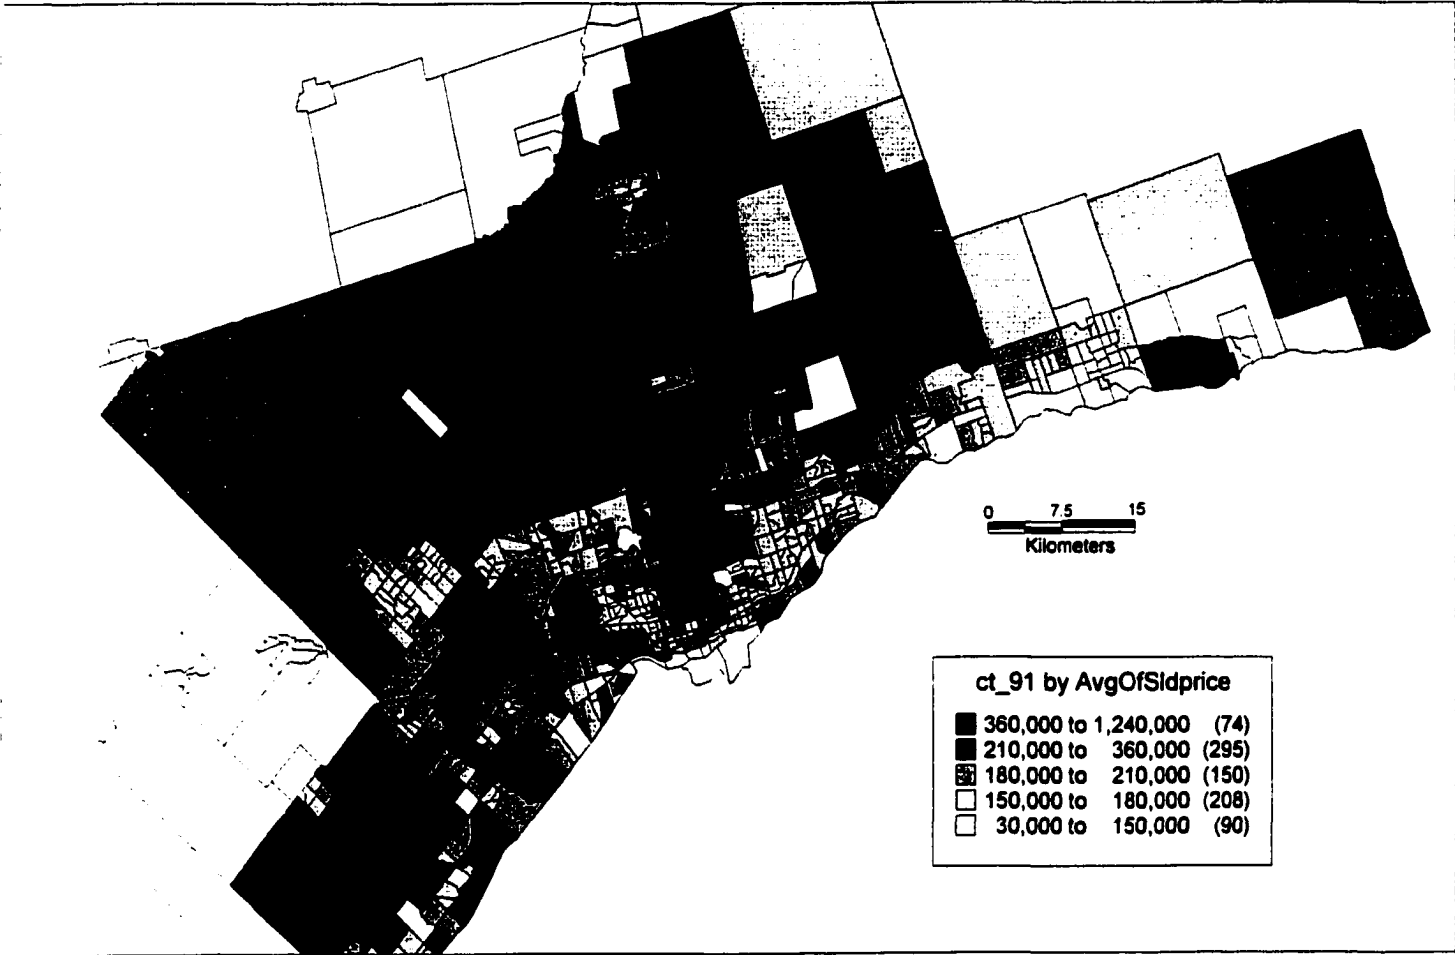 0 7.5 15
Kilometers
ct_91 by AvgOfSldprice
360,000 to 1,240,000 (74)
210,000 to 360,000 (295)
180,000 to 210,000 (150)
150,000 to 180,000 (208)
30,000 to 150,000 (90)